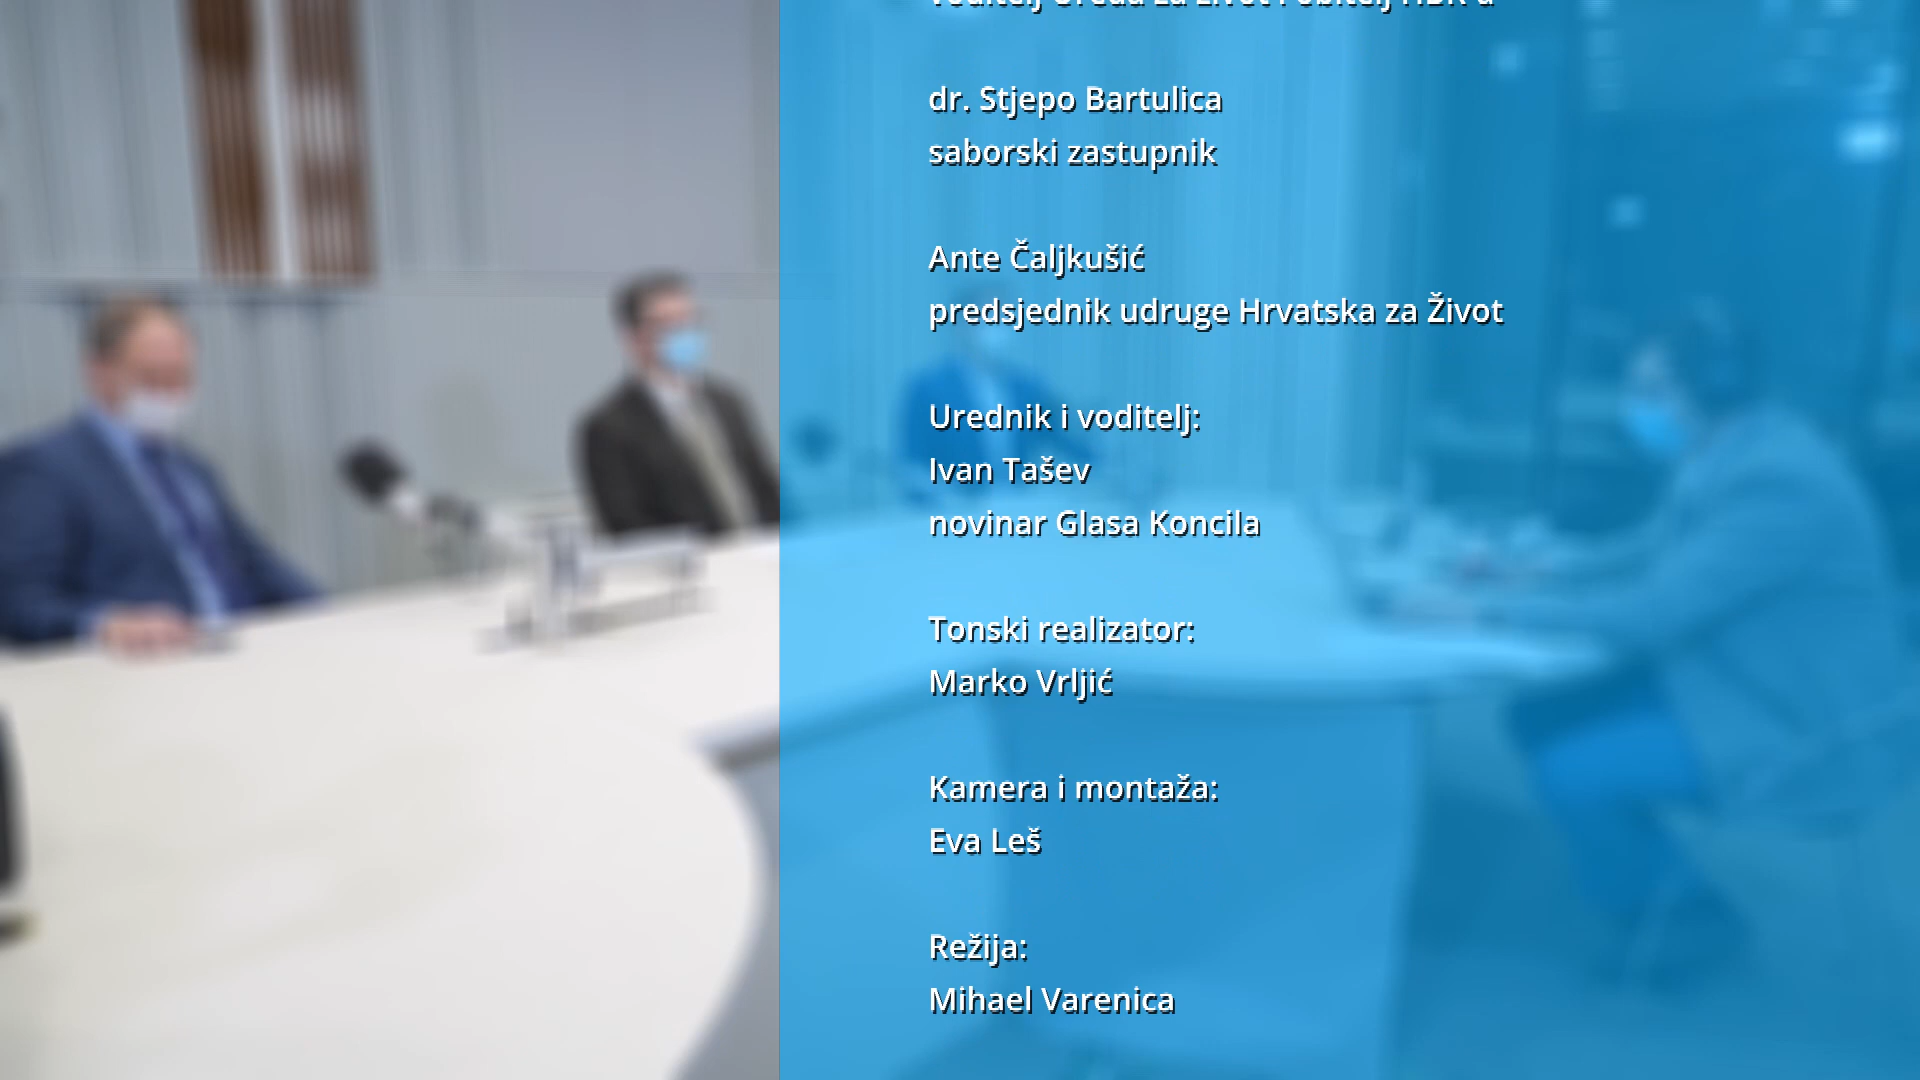 dr. Stjepo Bartulica
saborski zastupnik
Ante Čaljkušić
predsjednik udruge Hrvatska za Život
Urednik i voditelj:
Ivan Tašev
novinar Glasa Koncila
Tonski realizator:
Marko Vrljić
Kamera i montaža:
Eva Leš
Režija:
Mihael Varenica